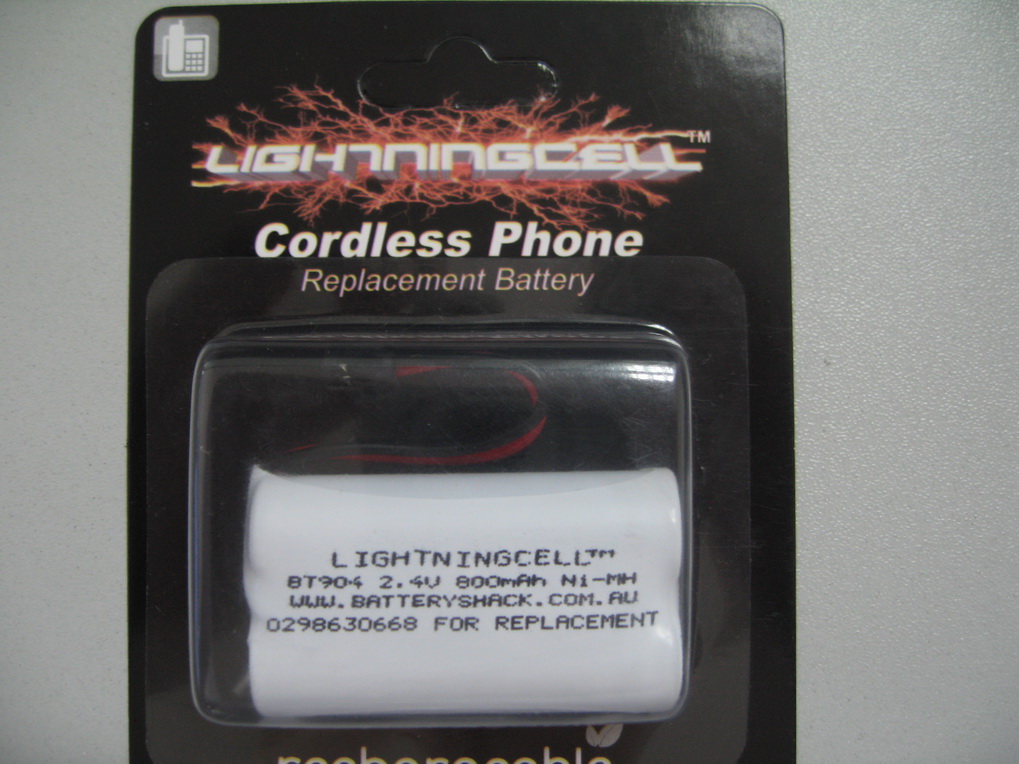 LIGHTNINGCELL™
Cordless Phone
Replacement Battery
LIGHTNINGCELL™
BT904 2.4V 800mAh Ni-MH
WWW.BATTERYSHACK.COM.AU
0298630668 FOR REPLACEMENT
rechargeable